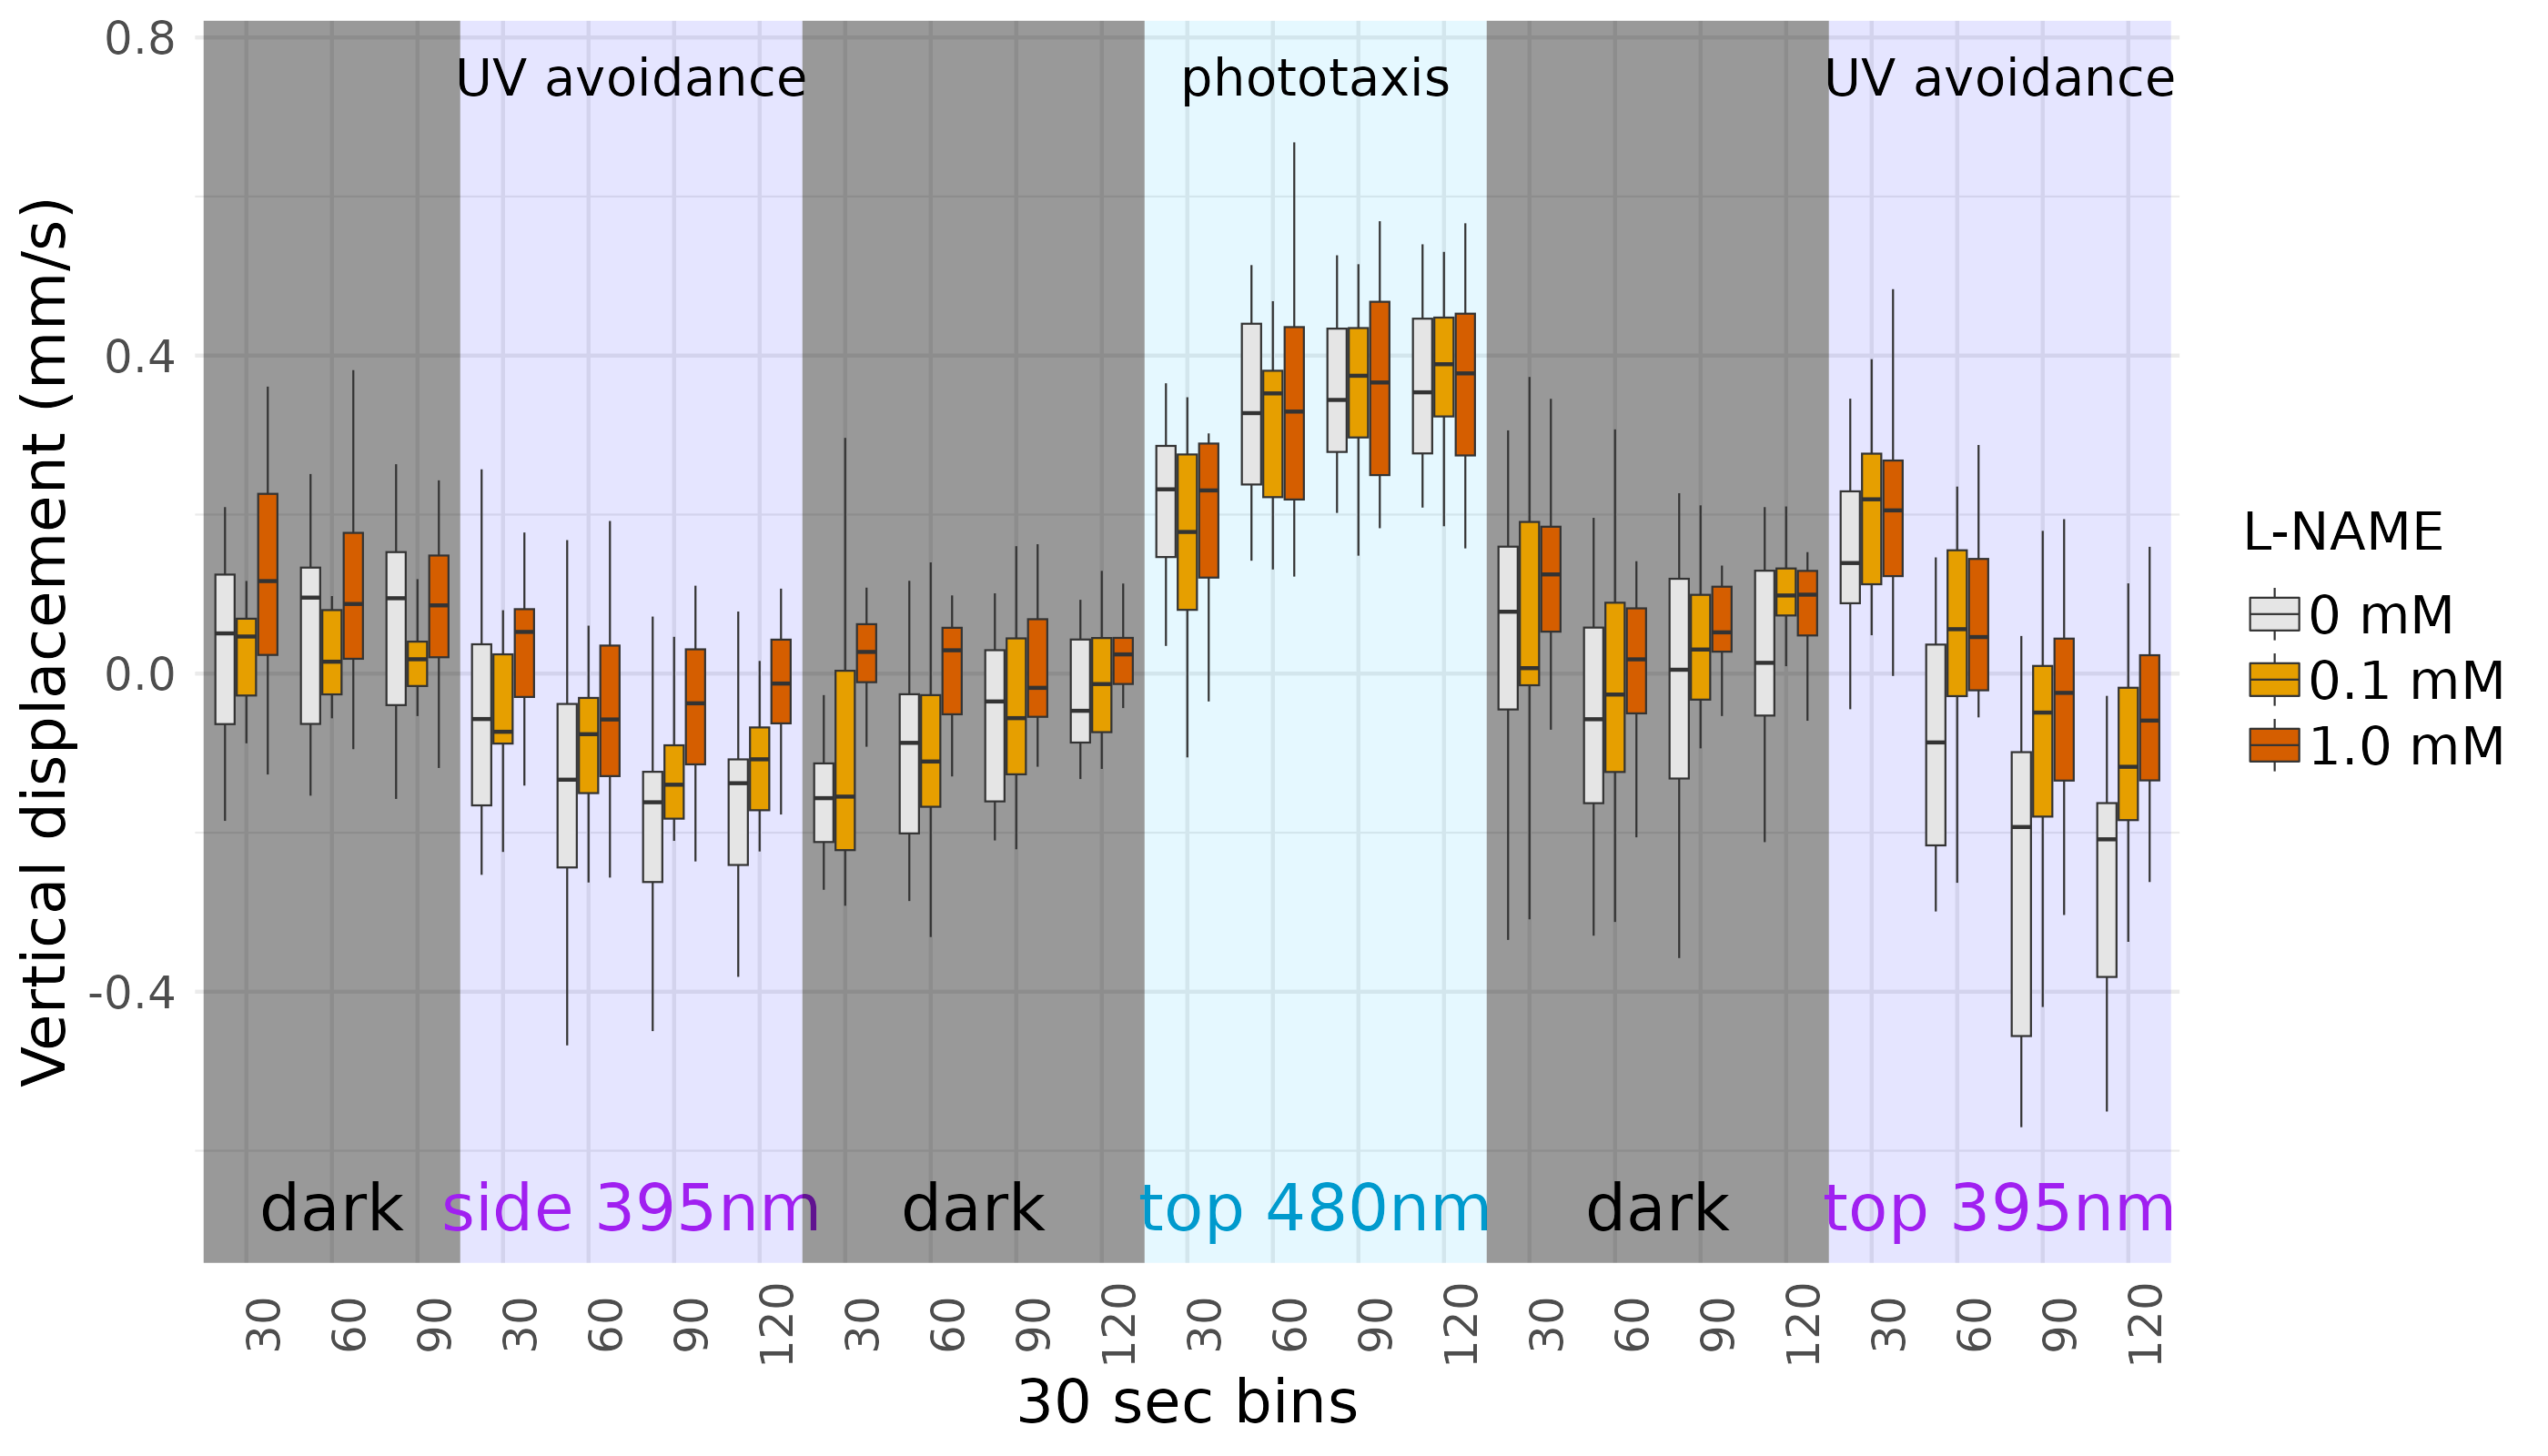 0.8
0.4
0.0
-0.4
Vertical displacement (mm/s)
UV avoidance
phototaxis
UV avoidance
dark
side 395nm
dark
top 480nm
dark
top 395nm
30 60 90 30 60 90 120 30 60 90 120 30 60 90 120 30 60 90 120 30 60 90 120
30 sec bins
L-NAME
0 mM
0.1 mM
1.0 mM